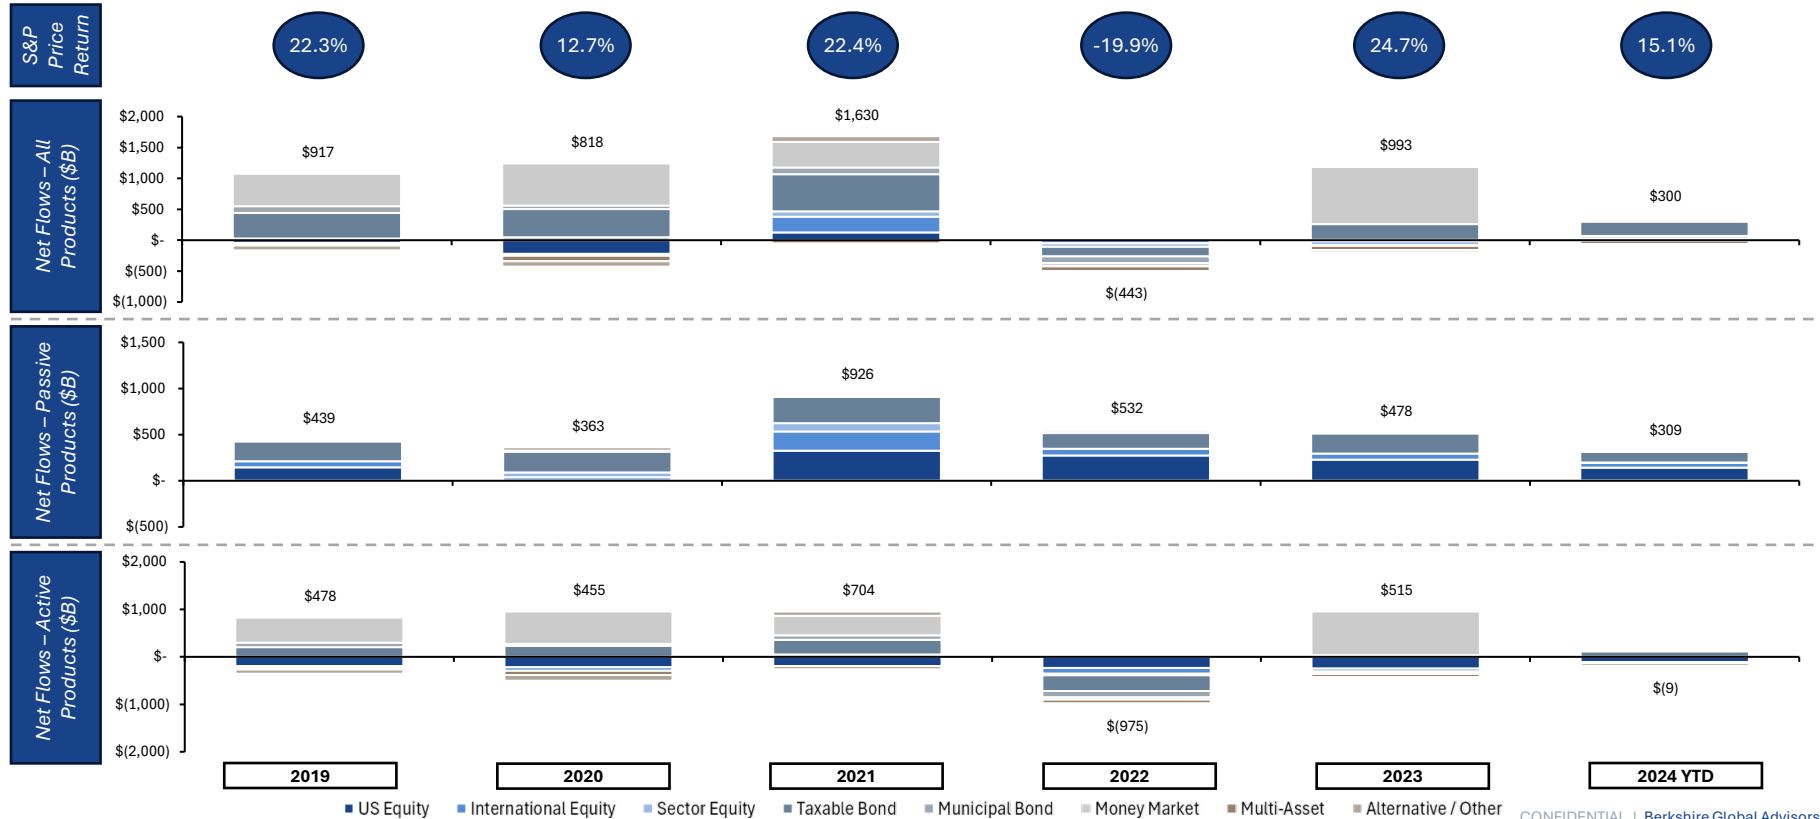 S&P
Price
Return
22.3%
12.7%
22.4%
-19.9%
24.7%
15.1%
Net Flows – All
Products ($B)
$2,000
$1,500
$1,000
$500
$-
$(500)
$(1,000)
$917
$818
$1,630
$(443)
$993
$300
Net Flows – Passive
Products ($B)
$1,500
$1,000
$500
$-
$(500)
$439
$363
$926
$532
$478
$309
Net Flows – Active
Products ($B)
$2,000
$1,000
$-
$(1,000)
$(2,000)
$478
$455
$704
$(975)
$515
$(9)
2019
2020
2021
2022
2023
2024 YTD
US Equity
International Equity
Sector Equity
Taxable Bond
Municipal Bond
Money Market
Multi-Asset
Alternative / Other
CONFIDENTIAL | Berkshire Global Advisors